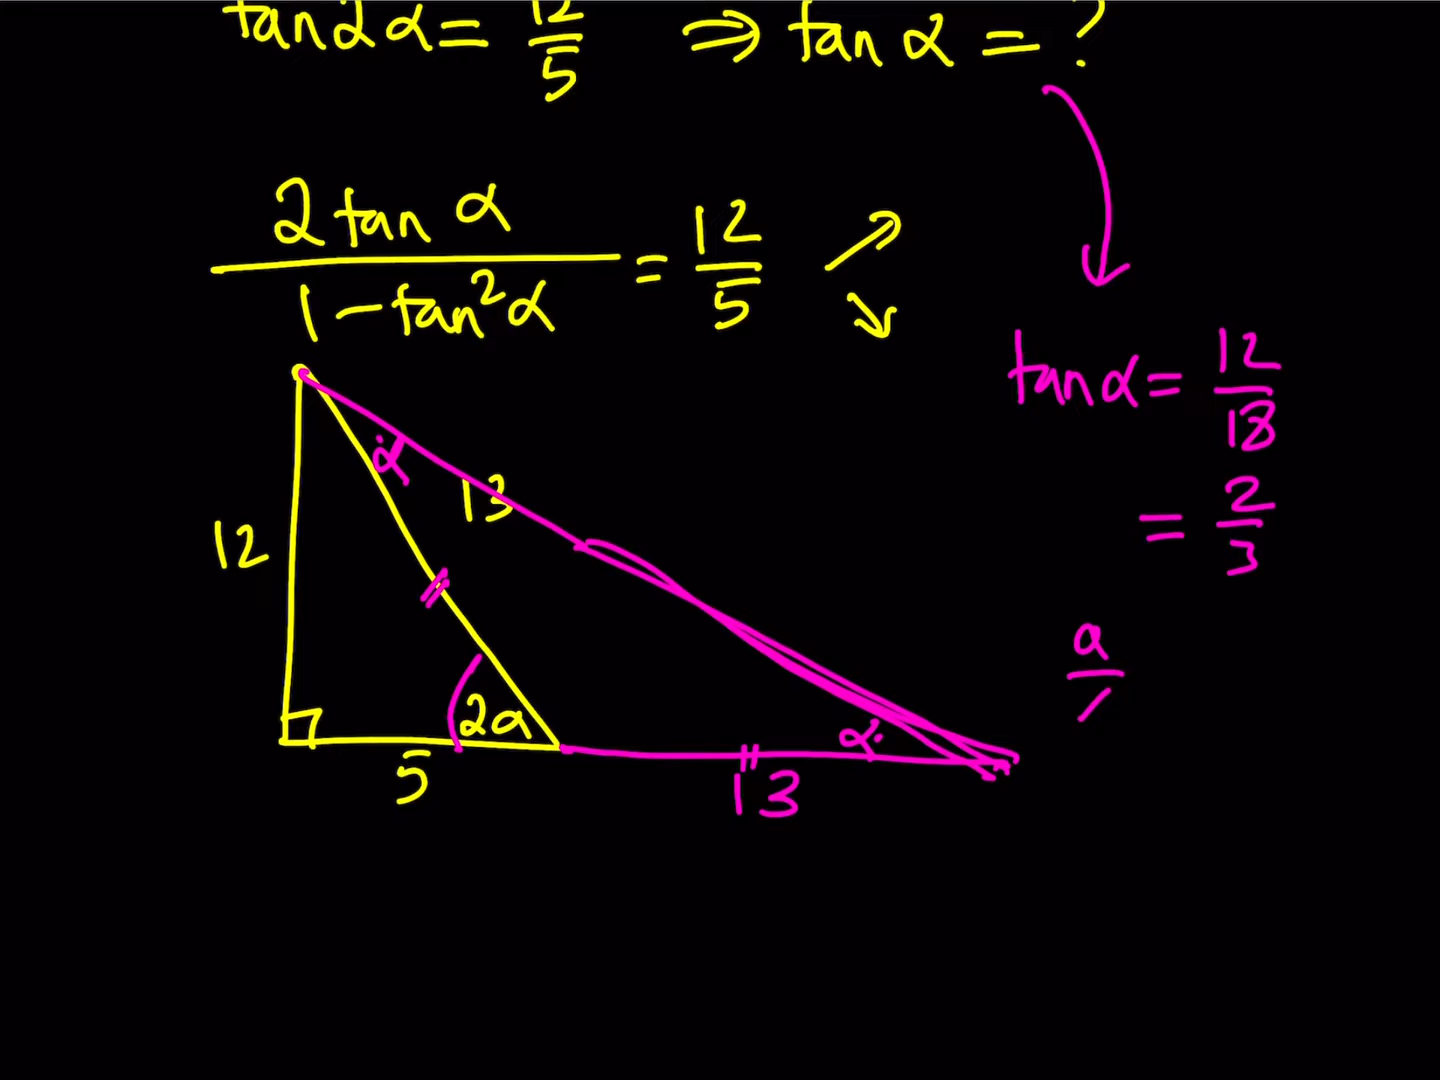 tan2α = 12/5 ⇒ tan α = ?
2 tan α / 1 - tan²α = 12/5
tan α = 12/18
= 2/3
α
13
12
a
2α
α
5
13